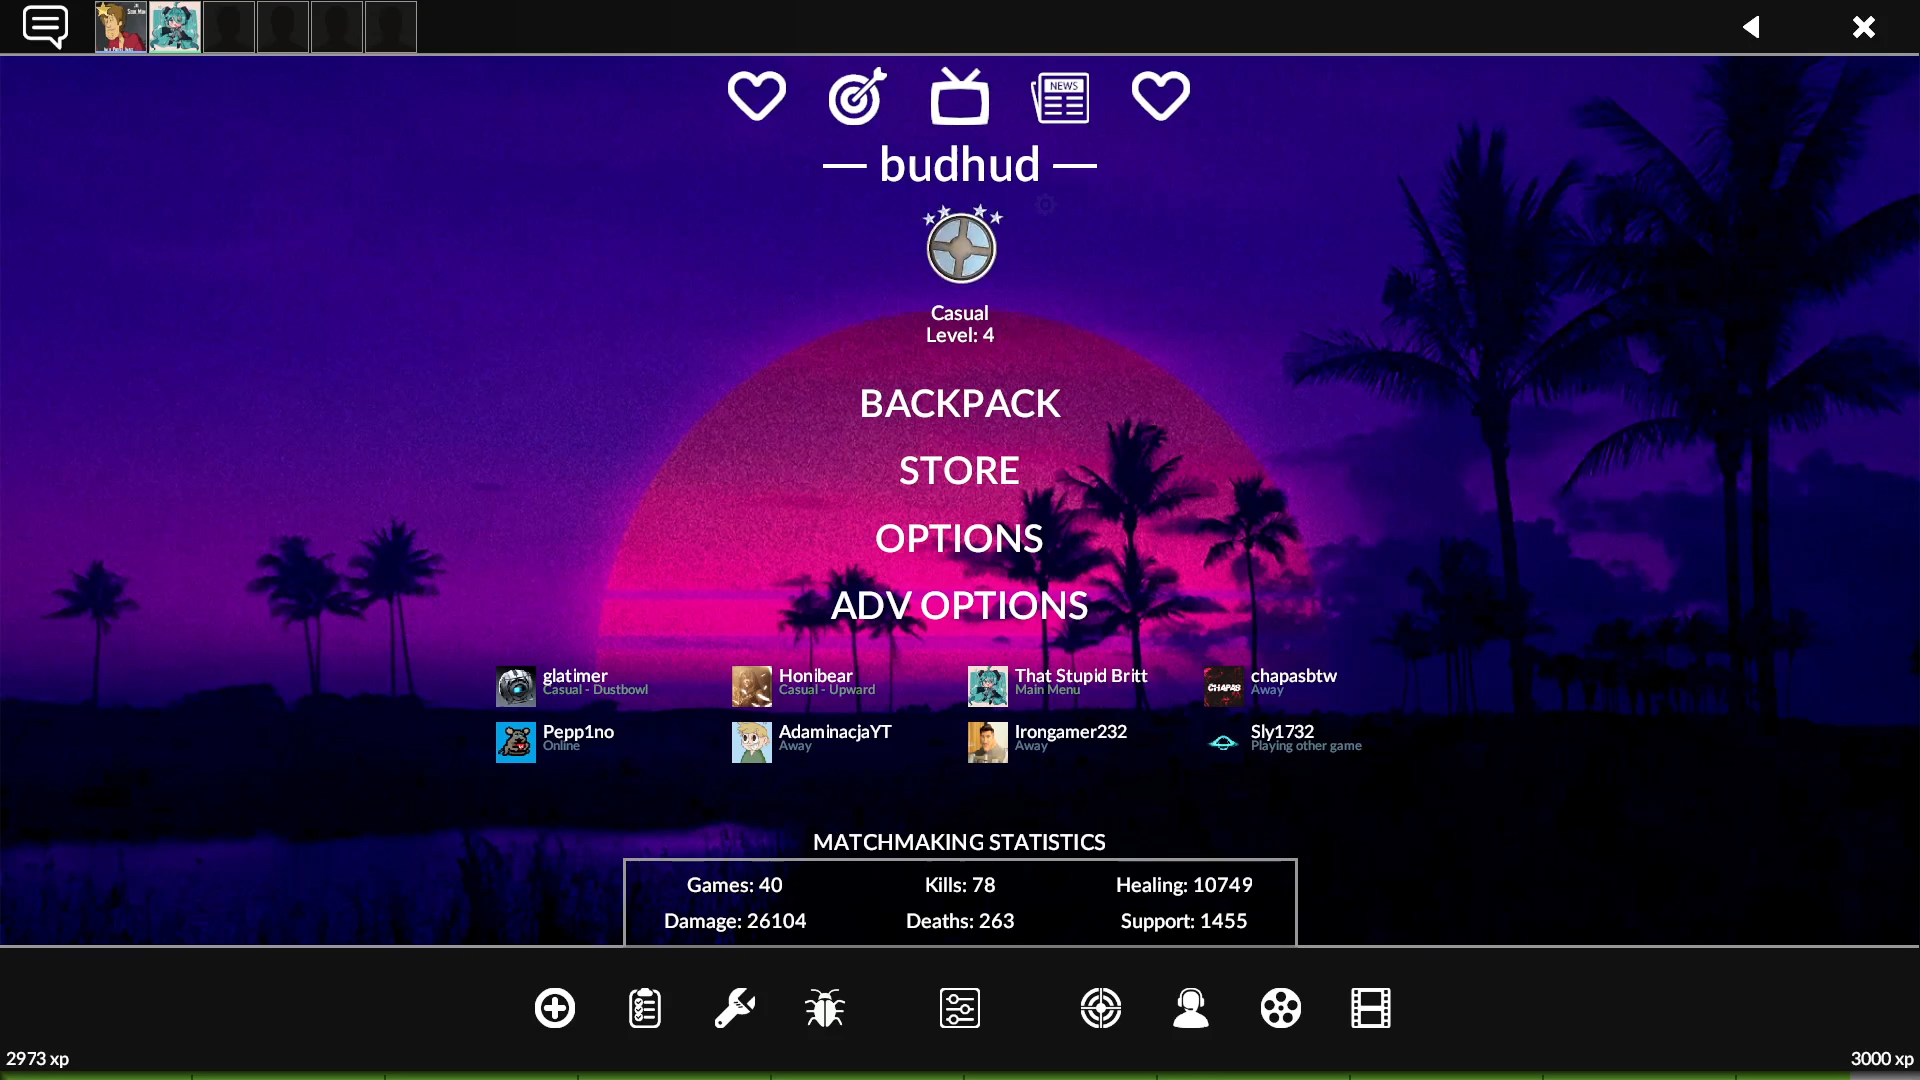 NEWS
— budhud —
Casual
Level: 4
BACKPACK
STORE
OPTIONS
ADV OPTIONS
glatimer
Casual - Dustbowl
Honibear
Casual - Upward
That Stupid Britt
Main Menu
chapasbtw
Away
CHAPAS
Pepp1no
Online
AdaminacjaYT
Away
Irongamer232
Away
Sly1732
Playing other game
MATCHMAKING STATISTICS
Games: 40 Kills: 78 Healing: 10749
Damage: 26104 Deaths: 263 Support: 1455
2973 xp
3000 xp